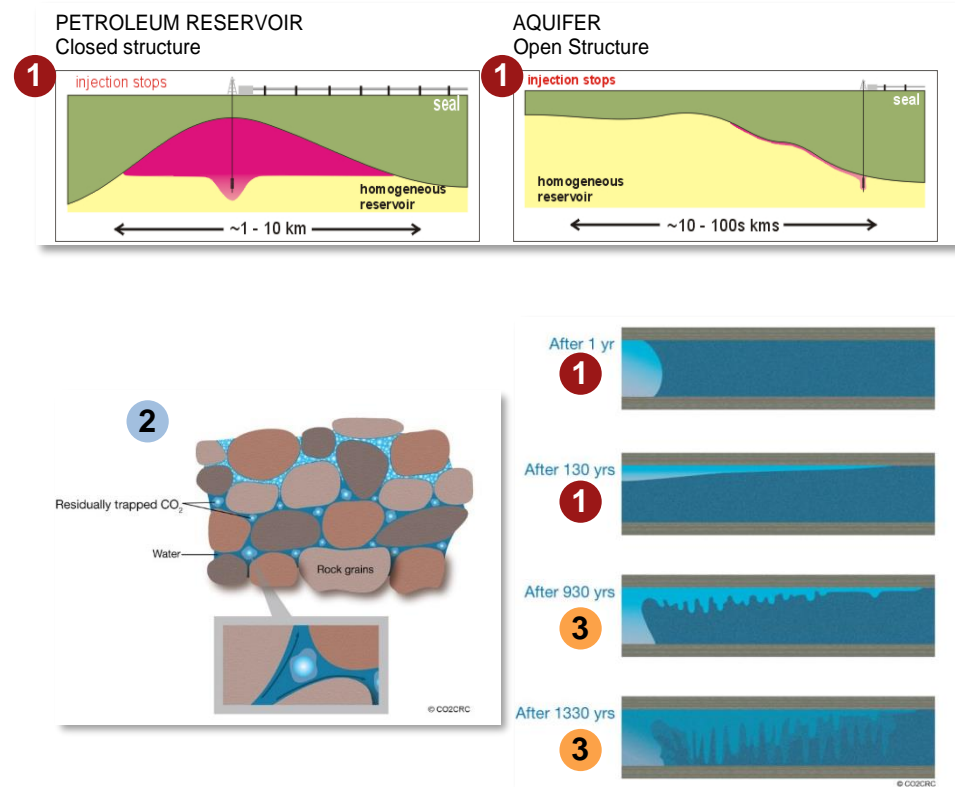 PETROLEUM RESERVOIR
Closed structure
1
injection stops
seal
homogeneous
reservoir
~1 - 10 km
AQUIFER
Open Structure
1
injection stops
seal
homogeneous
reservoir
~10 - 100s kms
2
Residually trapped CO₂
Water
Rock grains
© CO2CRC
After 1 yr
1
After 130 yrs
1
After 930 yrs
3
After 1330 yrs
3
© CO2CRC